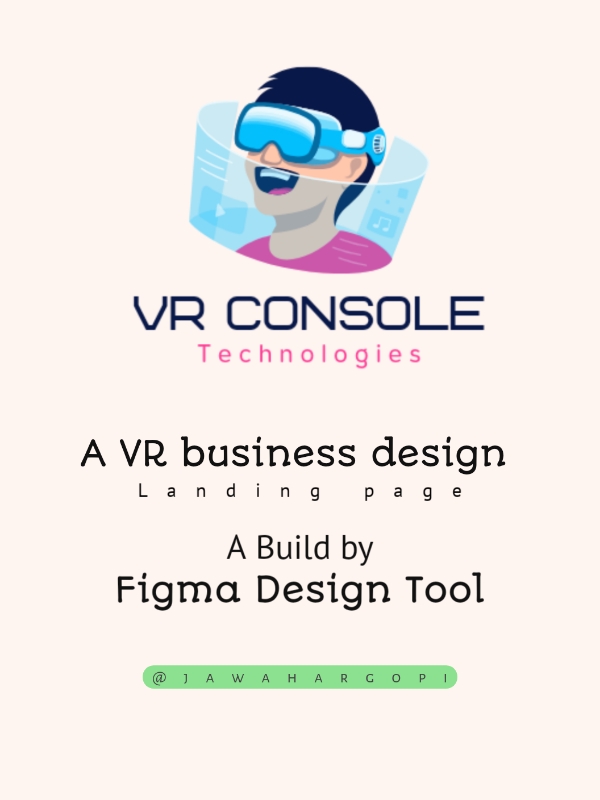 VR CONSOLE
Technologies
A VR business design
Landing page
A Build by
Figma Design Tool
@JAWAHARGOPI